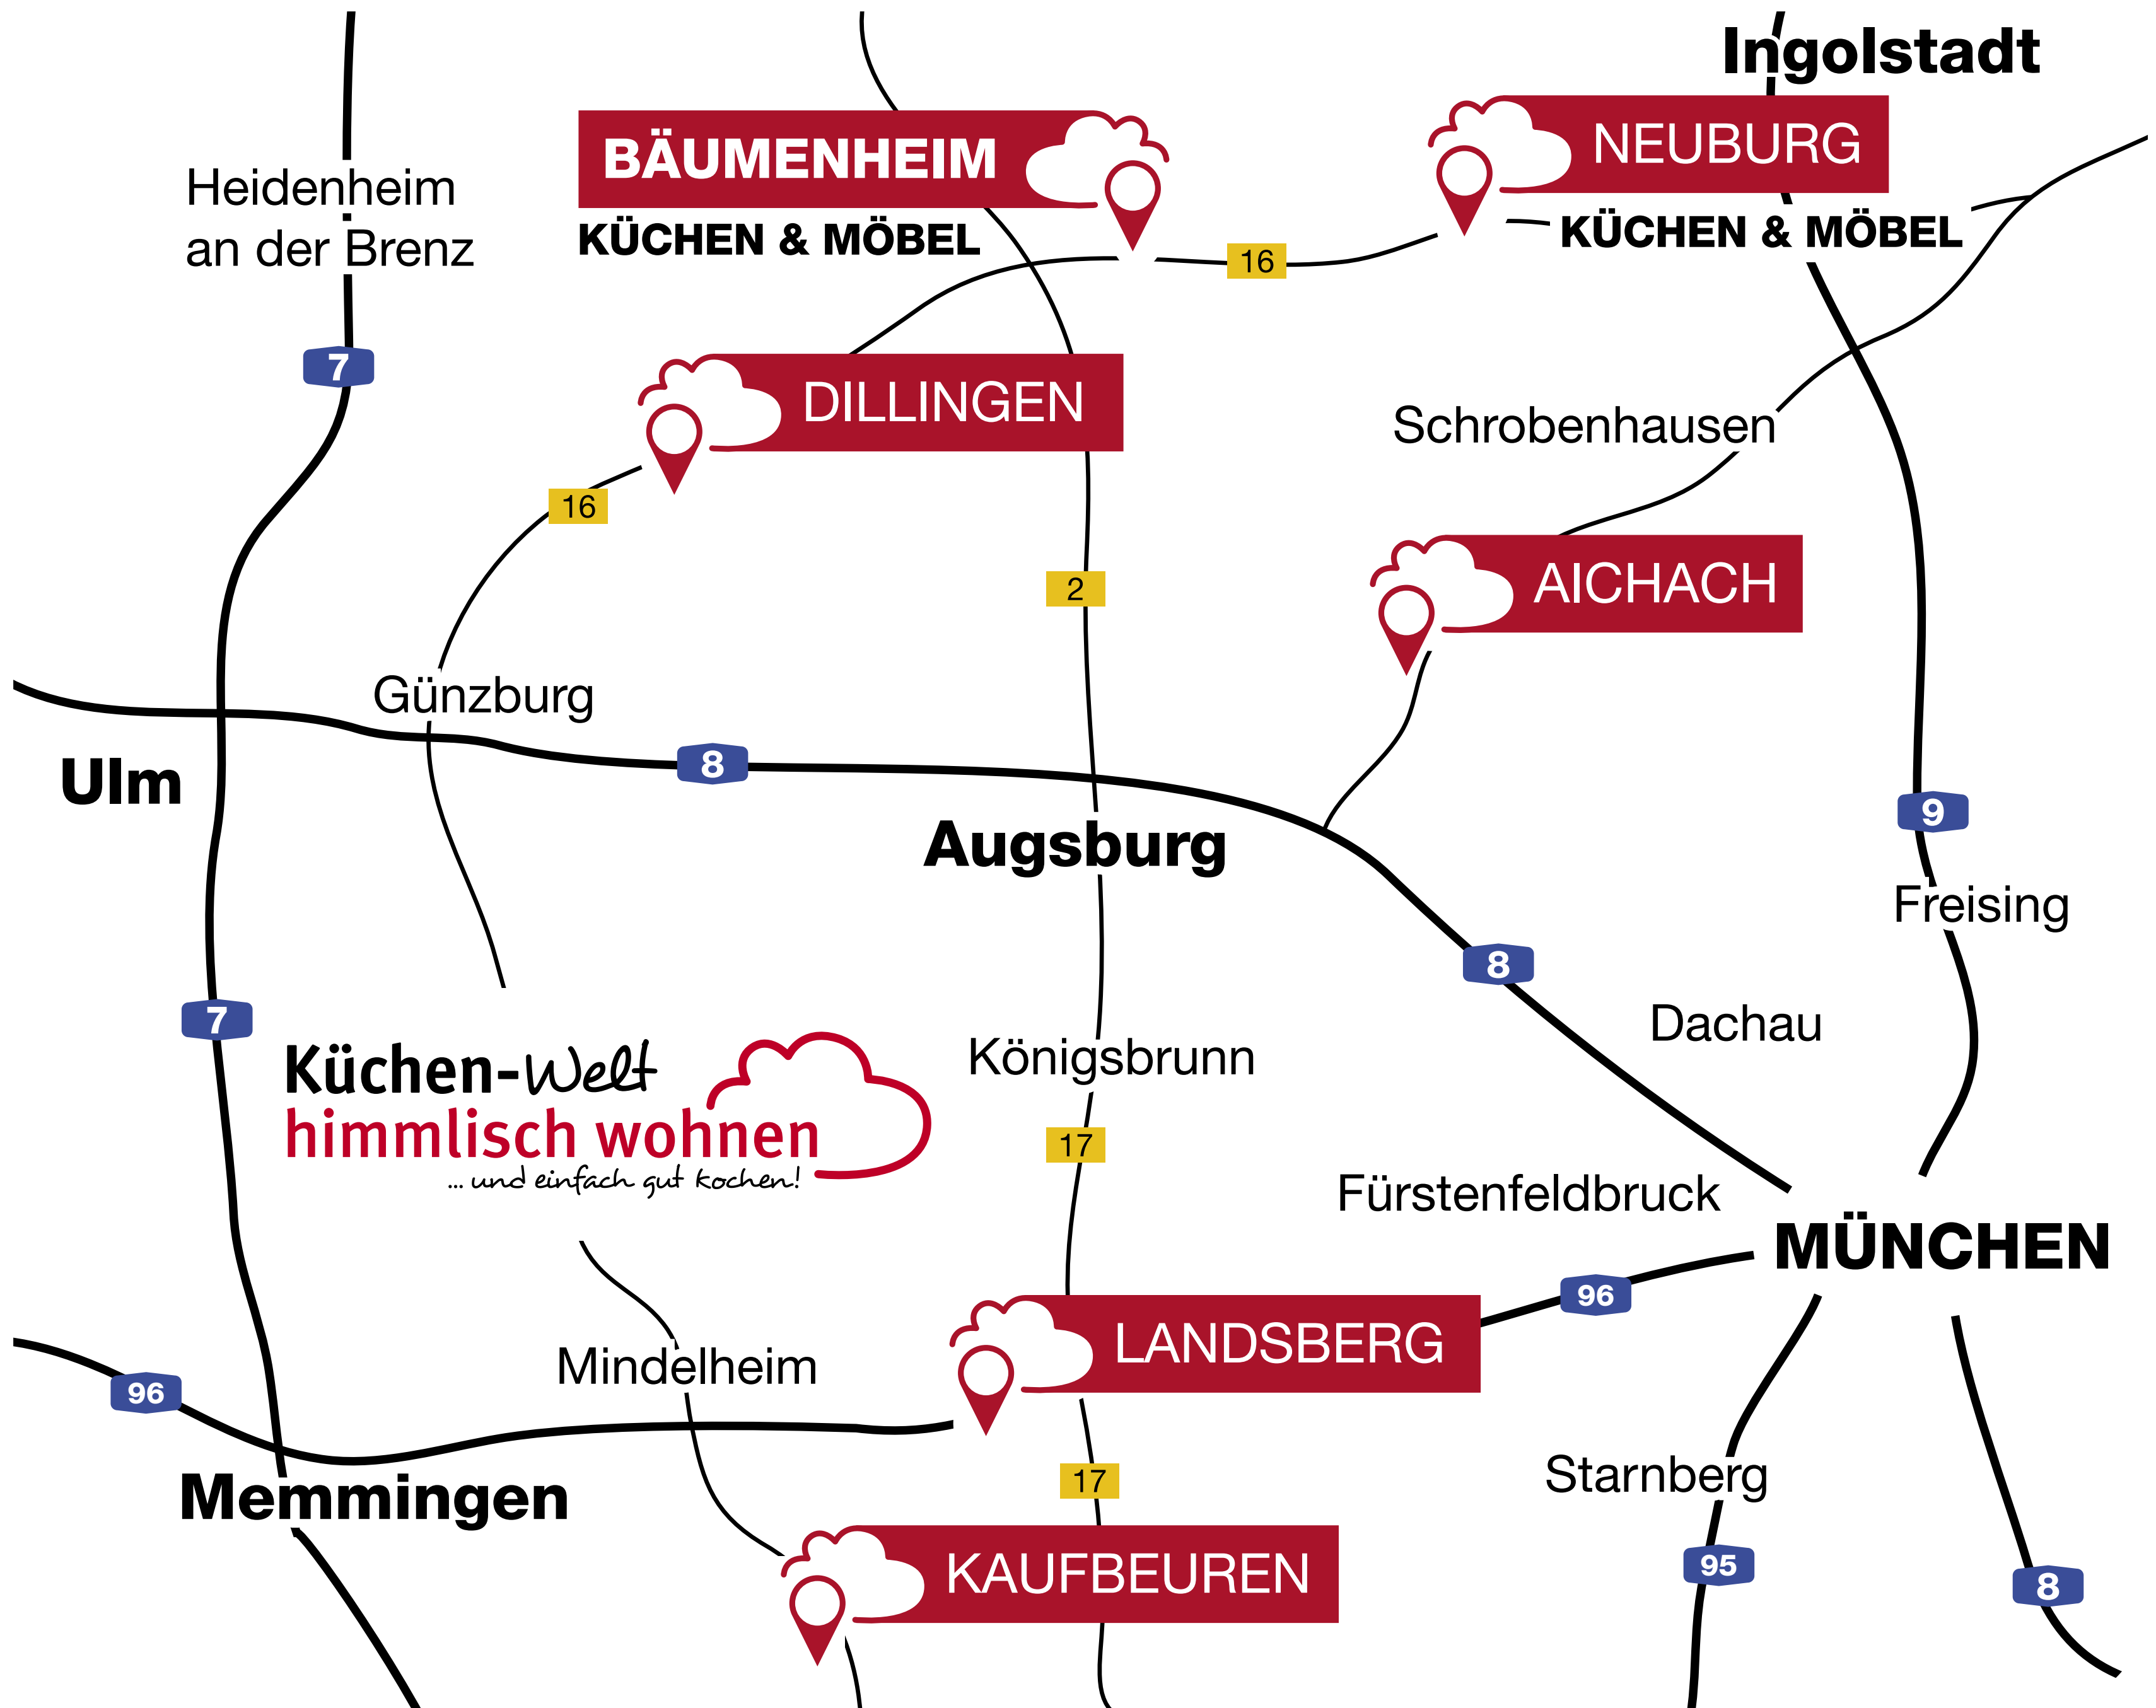 Ingolstadt
BÄUMENHEIM
KÜCHEN & MÖBEL
NEUBURG
KÜCHEN & MÖBEL
Heidenheim
an der Brenz
16
7
DILLINGEN
Schrobenhausen
16
2
AICHACH
Günzburg
8
Ulm
Augsburg
9
Freising
8
7
Dachau
Küchen-Welt
himmlisch wohnen
... und einfach gut kochen!
Königsbrunn
17
Fürstenfeldbruck
MÜNCHEN
96
LANDSBERG
Mindelheim
96
Memmingen
17
Starnberg
95
8
KAUFBEUREN